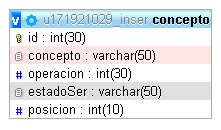 v u171921029_inser concepto
id : int(30)
concepto : varchar(50)
# operacion : int(30)
estadoSer : varchar(50)
# posicion : int(10)